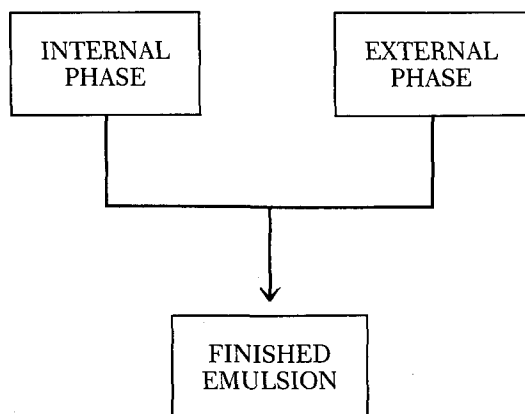 INTERNAL
PHASE
EXTERNAL
PHASE
FINISHED
EMULSION